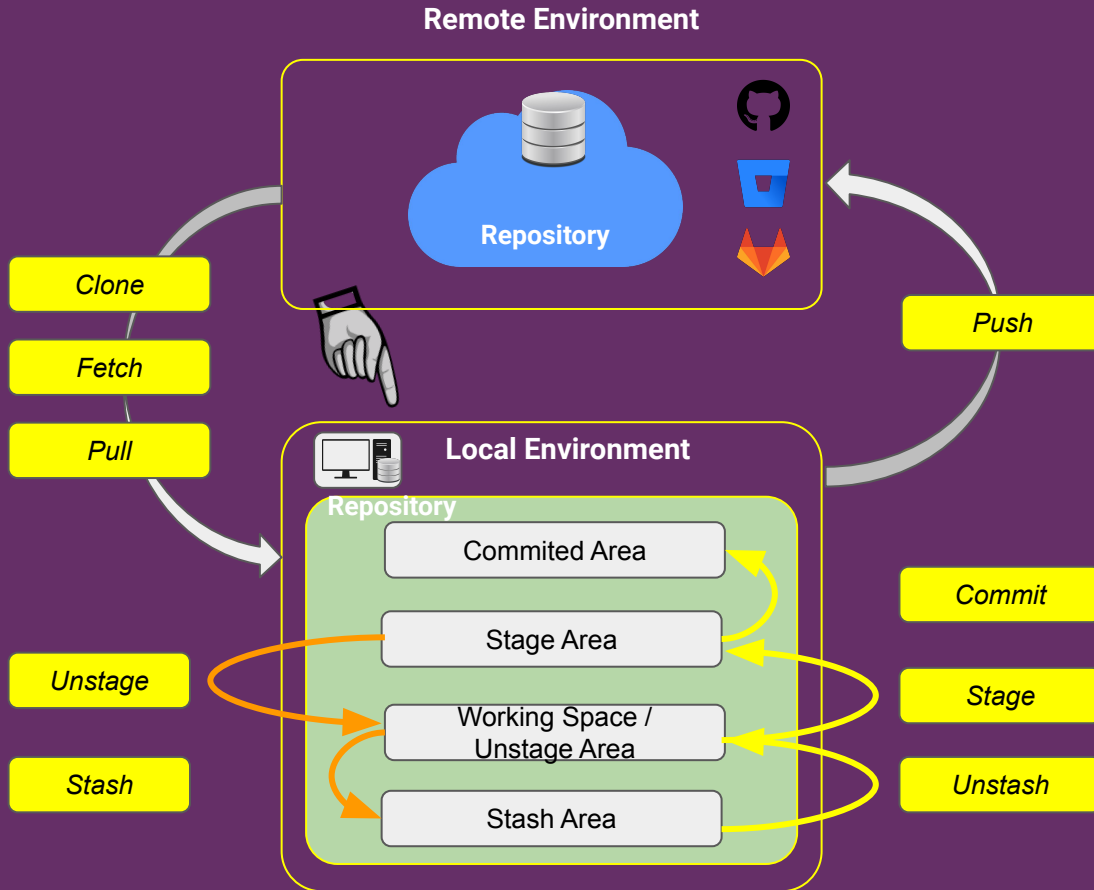 Remote Environment
Repository
Clone
Fetch
Pull
Push
Local Environment
Repository
Commited Area
Commit
Stage Area
Unstage
Stage
Working Space /
Unstage Area
Stash
Unstash
Stash Area